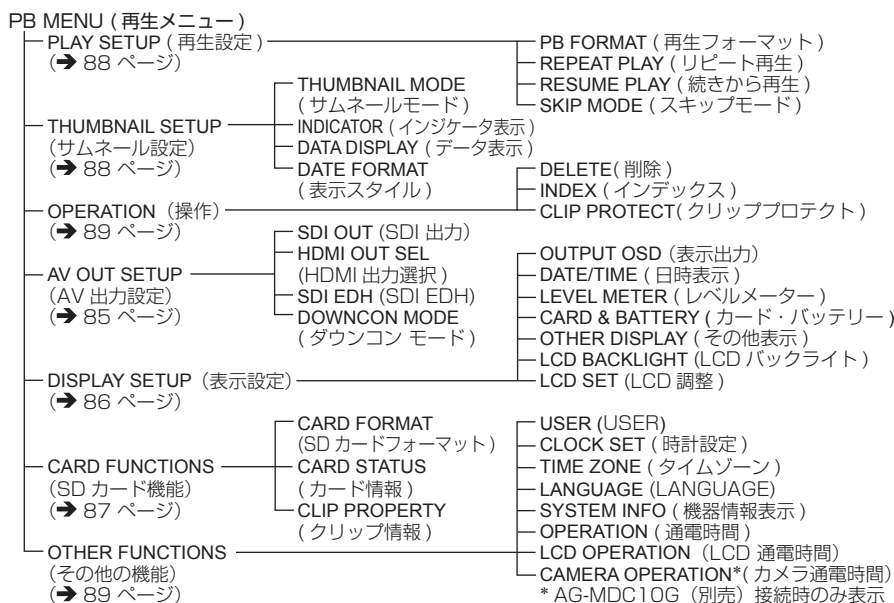 PB MENU ( 再生メニュー )
PLAY SETUP ( 再生設定 )
(➔ 88 ページ)
PB FORMAT ( 再生フォーマット )
REPEAT PLAY ( リピート再生 )
RESUME PLAY ( 続きから再生 )
SKIP MODE ( スキップモード )
THUMBNAIL SETUP
(サムネール設定)
(➔ 88 ページ)
THUMBNAIL MODE
( サムネールモード )
INDICATOR ( インジケータ表示 )
DATA DISPLAY ( データ表示 )
DATE FORMAT
( 表示スタイル )
OPERATION (操作)
(➔ 89 ページ)
DELETE( 削除 )
INDEX ( インデックス )
CLIP PROTECT( クリッププロテクト )
AV OUT SETUP
(AV 出力設定)
(➔ 85 ページ)
SDI OUT (SDI 出力)
HDMI OUT SEL
(HDMI 出力選択 )
SDI EDH (SDI EDH)
DOWNCON MODE
( ダウンコン モード )
DISPLAY SETUP (表示設定)
(➔ 86 ページ)
OUTPUT OSD (表示出力)
DATE/TIME ( 日時表示 )
LEVEL METER ( レベルメーター )
CARD & BATTERY ( カード・バッテリー )
OTHER DISPLAY ( その他表示 )
LCD BACKLIGHT (LCD バックライト )
LCD SET (LCD 調整 )
CARD FUNCTIONS
(SD カード機能)
(➔ 87 ページ)
CARD FORMAT
(SD カードフォーマット )
CARD STATUS
( カード情報 )
CLIP PROPERTY
( クリップ情報 )
OTHER FUNCTIONS
(その他の機能)
(➔ 89 ページ)
USER (USER)
CLOCK SET ( 時計設定 )
TIME ZONE ( タイムゾーン )
LANGUAGE (LANGUAGE)
SYSTEM INFO ( 機器情報表示 )
OPERATION ( 通電時間 )
LCD OPERATION (LCD 通電時間)
CAMERA OPERATION*( カメラ通電時間)
* AG-MDC10G (別売) 接続時のみ表示